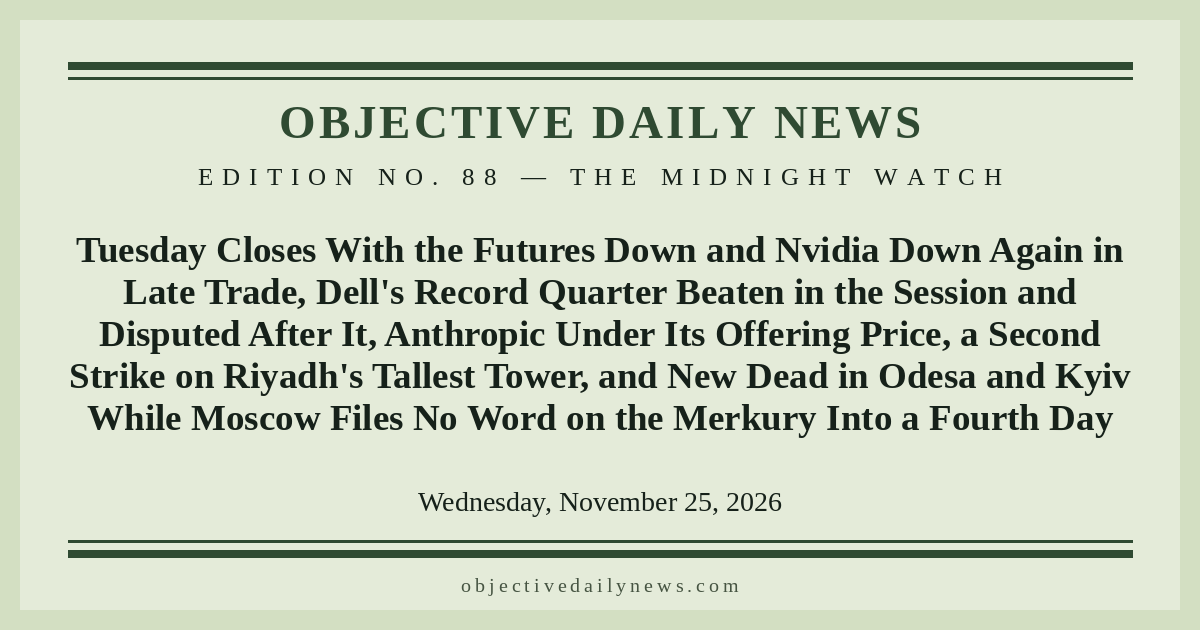 OBJECTIVE DAILY NEWS
EDITION NO. 88 — THE MIDNIGHT WATCH
Tuesday Closes With the Futures Down and Nvidia Down Again in
Late Trade, Dell's Record Quarter Beaten in the Session and
Disputed After It, Anthropic Under Its Offering Price, a Second
Strike on Riyadh's Tallest Tower, and New Dead in Odesa and Kyiv
While Moscow Files No Word on the Merkury Into a Fourth Day
Wednesday, November 25, 2026
objectivedailynews.com